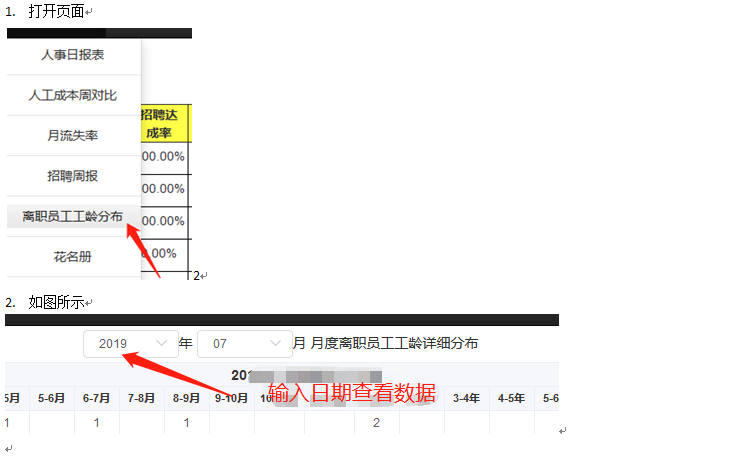 1. 打开页面
人事日报表
人工成本周对比
招聘达
成率
月流失率
00.00%
招聘周报
00.00%
离职员工工龄分布
00.00%
花名册
0.00%
2
2. 如图所示
2019 年 07 月 月度离职员工工龄详细分布
输入日期查看数据
5月 5-6月 6-7月 7-8月 8-9月 9-10月 3-4年 4-5年 5-6
1 1 1 2